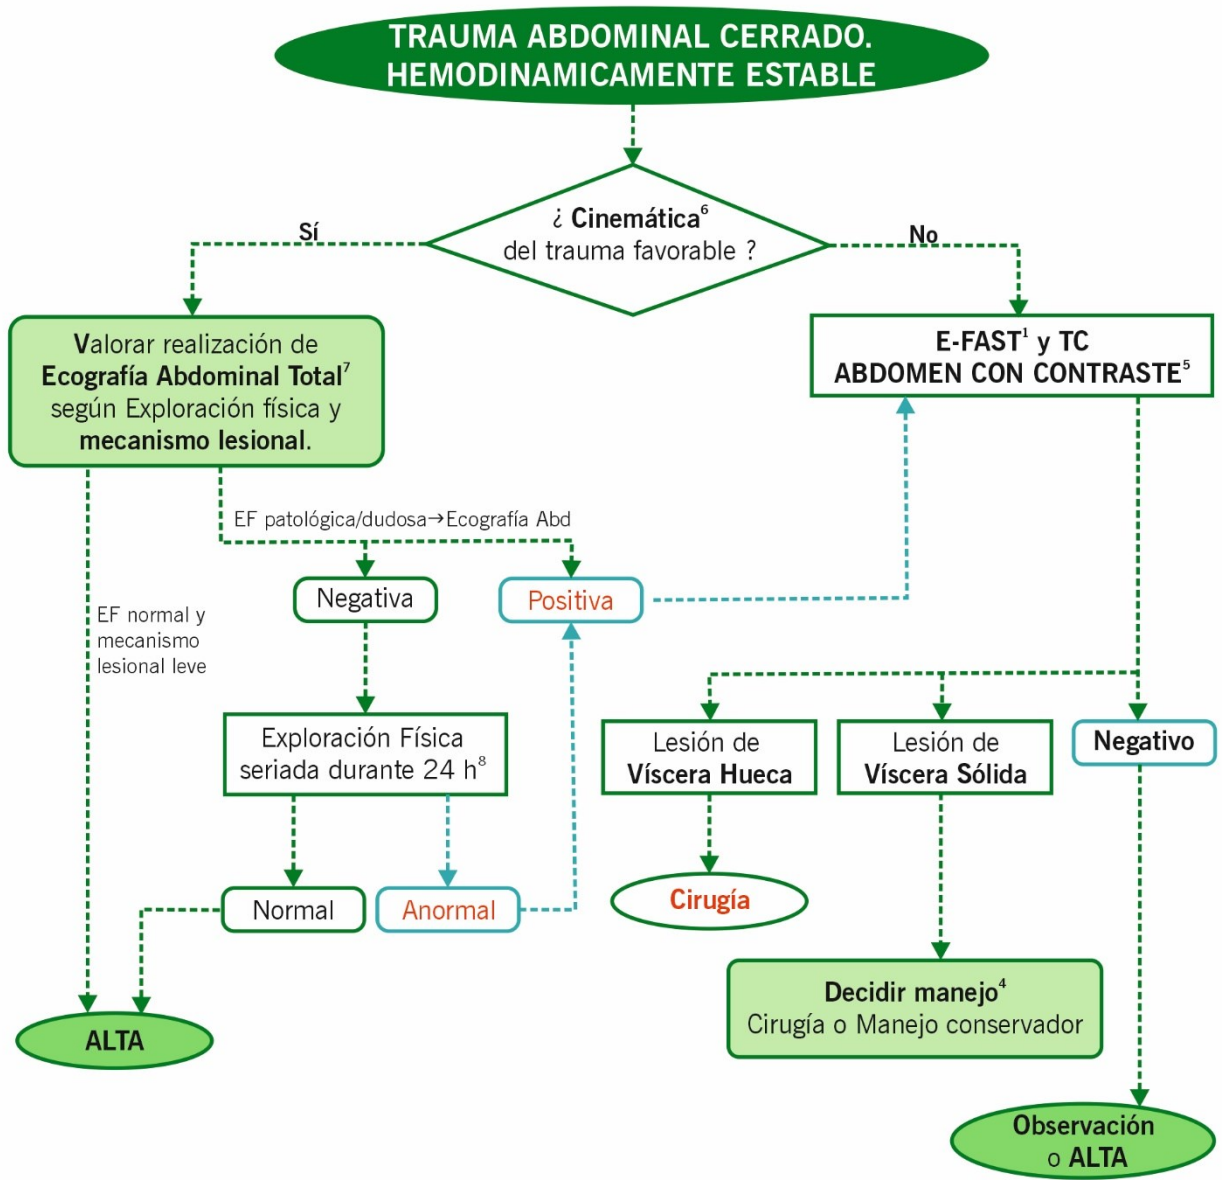 TRAUMA ABDOMINAL CERRADO.
HEMODINAMICAMENTE ESTABLE
¿ Cinemática⁶
del trauma favorable ?
Sí
No
Valorar realización de
Ecografía Abdominal Total⁷
según Exploración física y
mecanismo lesional.
E-FAST¹ y TC
ABDOMEN CON CONTRASTE⁵
EF patológica/dudosa→Ecografía Abd
Negativa
Positiva
EF normal y
mecanismo
lesional leve
Exploración Física
seriada durante 24 h⁸
Lesión de
Víscera Hueca
Lesión de
Víscera Sólida
Negativo
Normal
Anormal
Cirugía
Decidir manejo⁴
Cirugía o Manejo conservador
ALTA
Observación
o ALTA